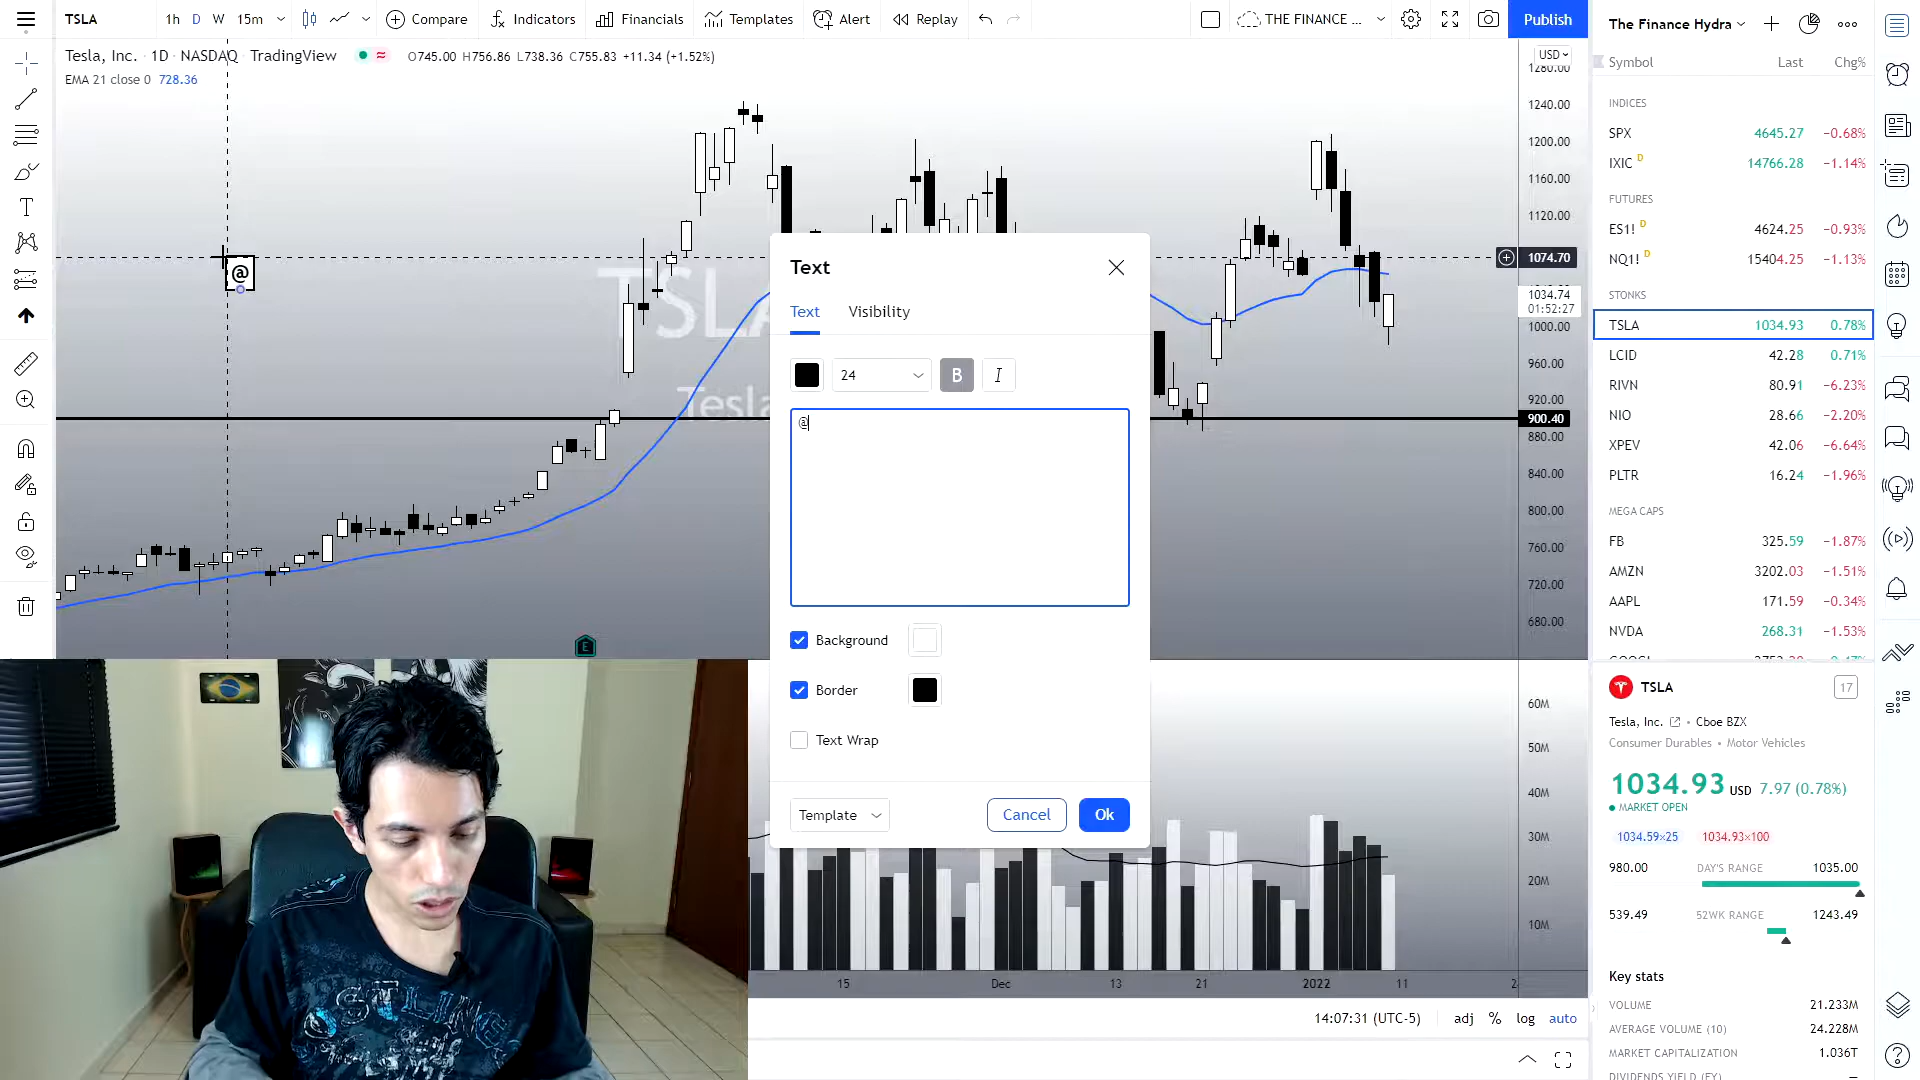 TSLA 1h D W 15m Compare Indicators Financials Templates Alert Replay THE FINANCE ... Publish
Tesla, Inc. · 1D · NASDAQ · TradingView O745.00 H756.86 L738.36 C755.83 +11.34 (+1.52%)
EMA 21 close 0 728.36
@
USD
1280.00
1240.00
1200.00
1160.00
1120.00
1074.70
1034.74
01:52:27
1000.00
960.00
920.00
900.40
880.00
840.00
800.00
760.00
720.00
680.00
60M
50M
40M
30M
20M
10M
Text
Text Visibility
24 B I
@
Background
Border
Text Wrap
Template Cancel Ok
15 Dec 13 21 2022 11
14:07:31 (UTC-5) adj % log auto
E
The Finance Hydra
Symbol Last Chg%
INDICES
SPX 4645.27 −0.68%
IXIC D 14766.28 −1.14%
FUTURES
ES1! D 4624.25 −0.93%
NQ1! D 15404.25 −1.13%
STONKS
TSLA 1034.93 0.78%
LCID 42.28 0.71%
RIVN 80.91 −6.23%
NIO 28.66 −2.20%
XPEV 42.06 −6.64%
PLTR 16.24 −1.96%
MEGA CAPS
FB 325.59 −1.87%
AMZN 3202.03 −1.51%
AAPL 171.59 −0.34%
NVDA 268.31 −1.53%
TSLA 17
Tesla, Inc. • Cboe BZX
Consumer Durables • Motor Vehicles
1034.93 USD 7.97 (0.78%)
MARKET OPEN
1034.59×25 1034.93×100
980.00 DAY'S RANGE 1035.00
539.49 52WK RANGE 1243.49
Key stats
VOLUME 21.233M
AVERAGE VOLUME (10) 24.228M
MARKET CAPITALIZATION 1.036T
DIVIDENDS YIELD (FY) —